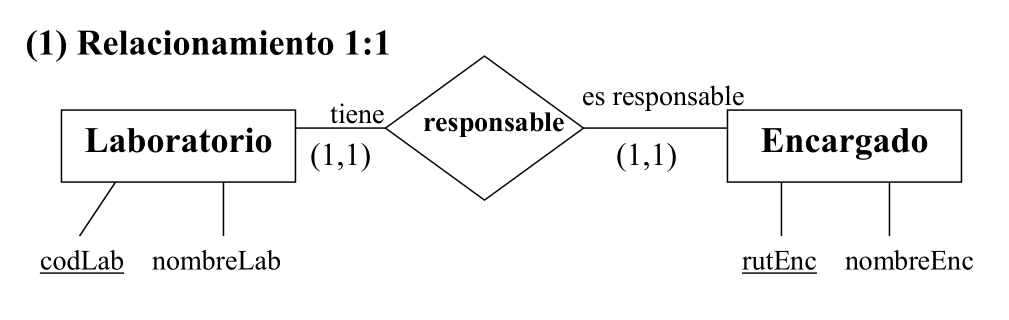 (1) Relacionamiento 1:1
tiene
responsable
es responsable
Laboratorio
(1,1)
(1,1)
Encargado
codLab
nombreLab
rutEnc
nombreEnc